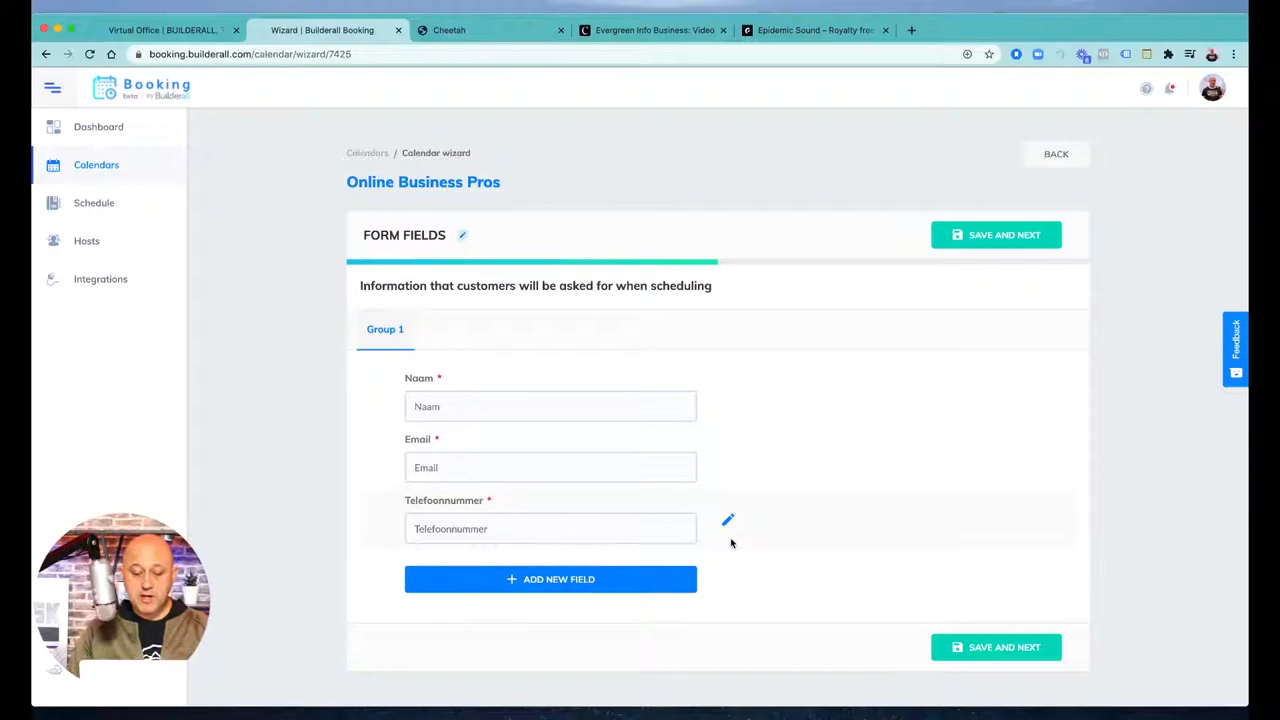 Virtual Office | BUILDERALL, T
Wizard | Builderall Booking
Cheetah
Evergreen Info Business: Video
Epidemic Sound – Royalty free
booking.builderall.com/calendar/wizard/7425
Booking
beta | by Builderall
Dashboard
Calendars
Schedule
Hosts
Integrations
Calendars / Calendar wizard
BACK
Online Business Pros
FORM FIELDS
SAVE AND NEXT
Information that customers will be asked for when scheduling
Group 1
Naam *
Naam
Email *
Email
Telefoonnummer *
Telefoonnummer
+ ADD NEW FIELD
SAVE AND NEXT
Feedback